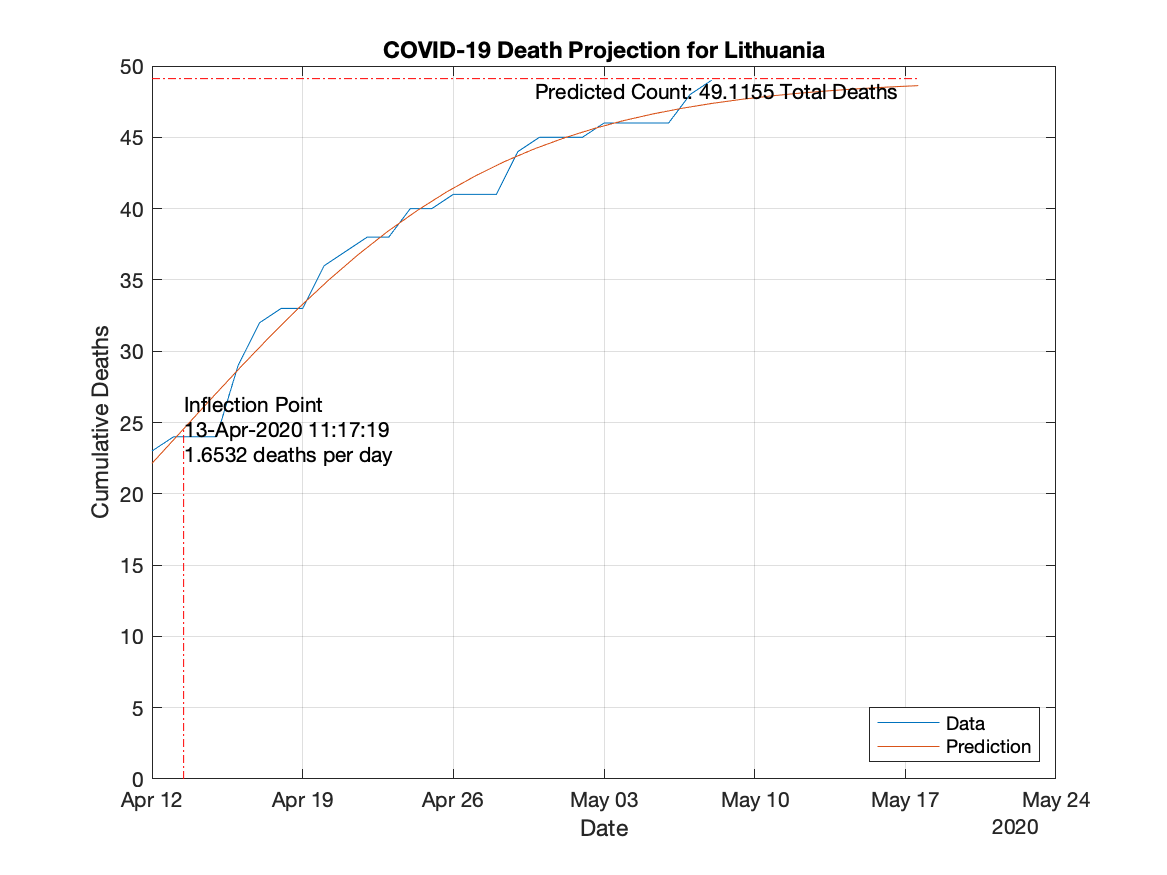 COVID-19 Death Projection for Lithuania
50
Predicted Count: 49.1155 Total Deaths
45
40
35
30
Inflection Point
25
13-Apr-2020 11:17:19
1.6532 deaths per day
20
15
10
5
0
Cumulative Deaths
Data
Prediction
Apr 12 Apr 19 Apr 26 May 03 May 10 May 17 May 24
Date
2020